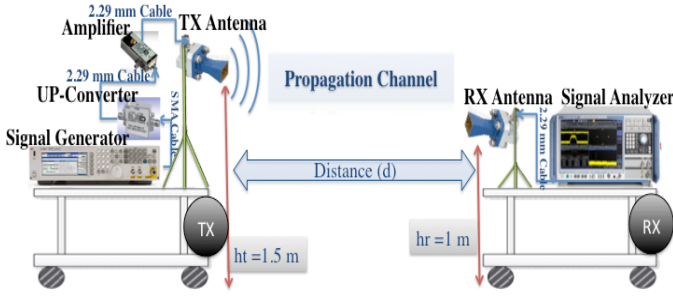 2.29 mm Cable
TX Antenna
Amplifier
2.29 mm Cable
UP-Converter
SMA Cable
Signal Generator
Propagation Channel
RX Antenna
Signal Analyzer
2.29 mm Cable
Distance (d)
TX
ht =1.5 m
hr =1 m
RX